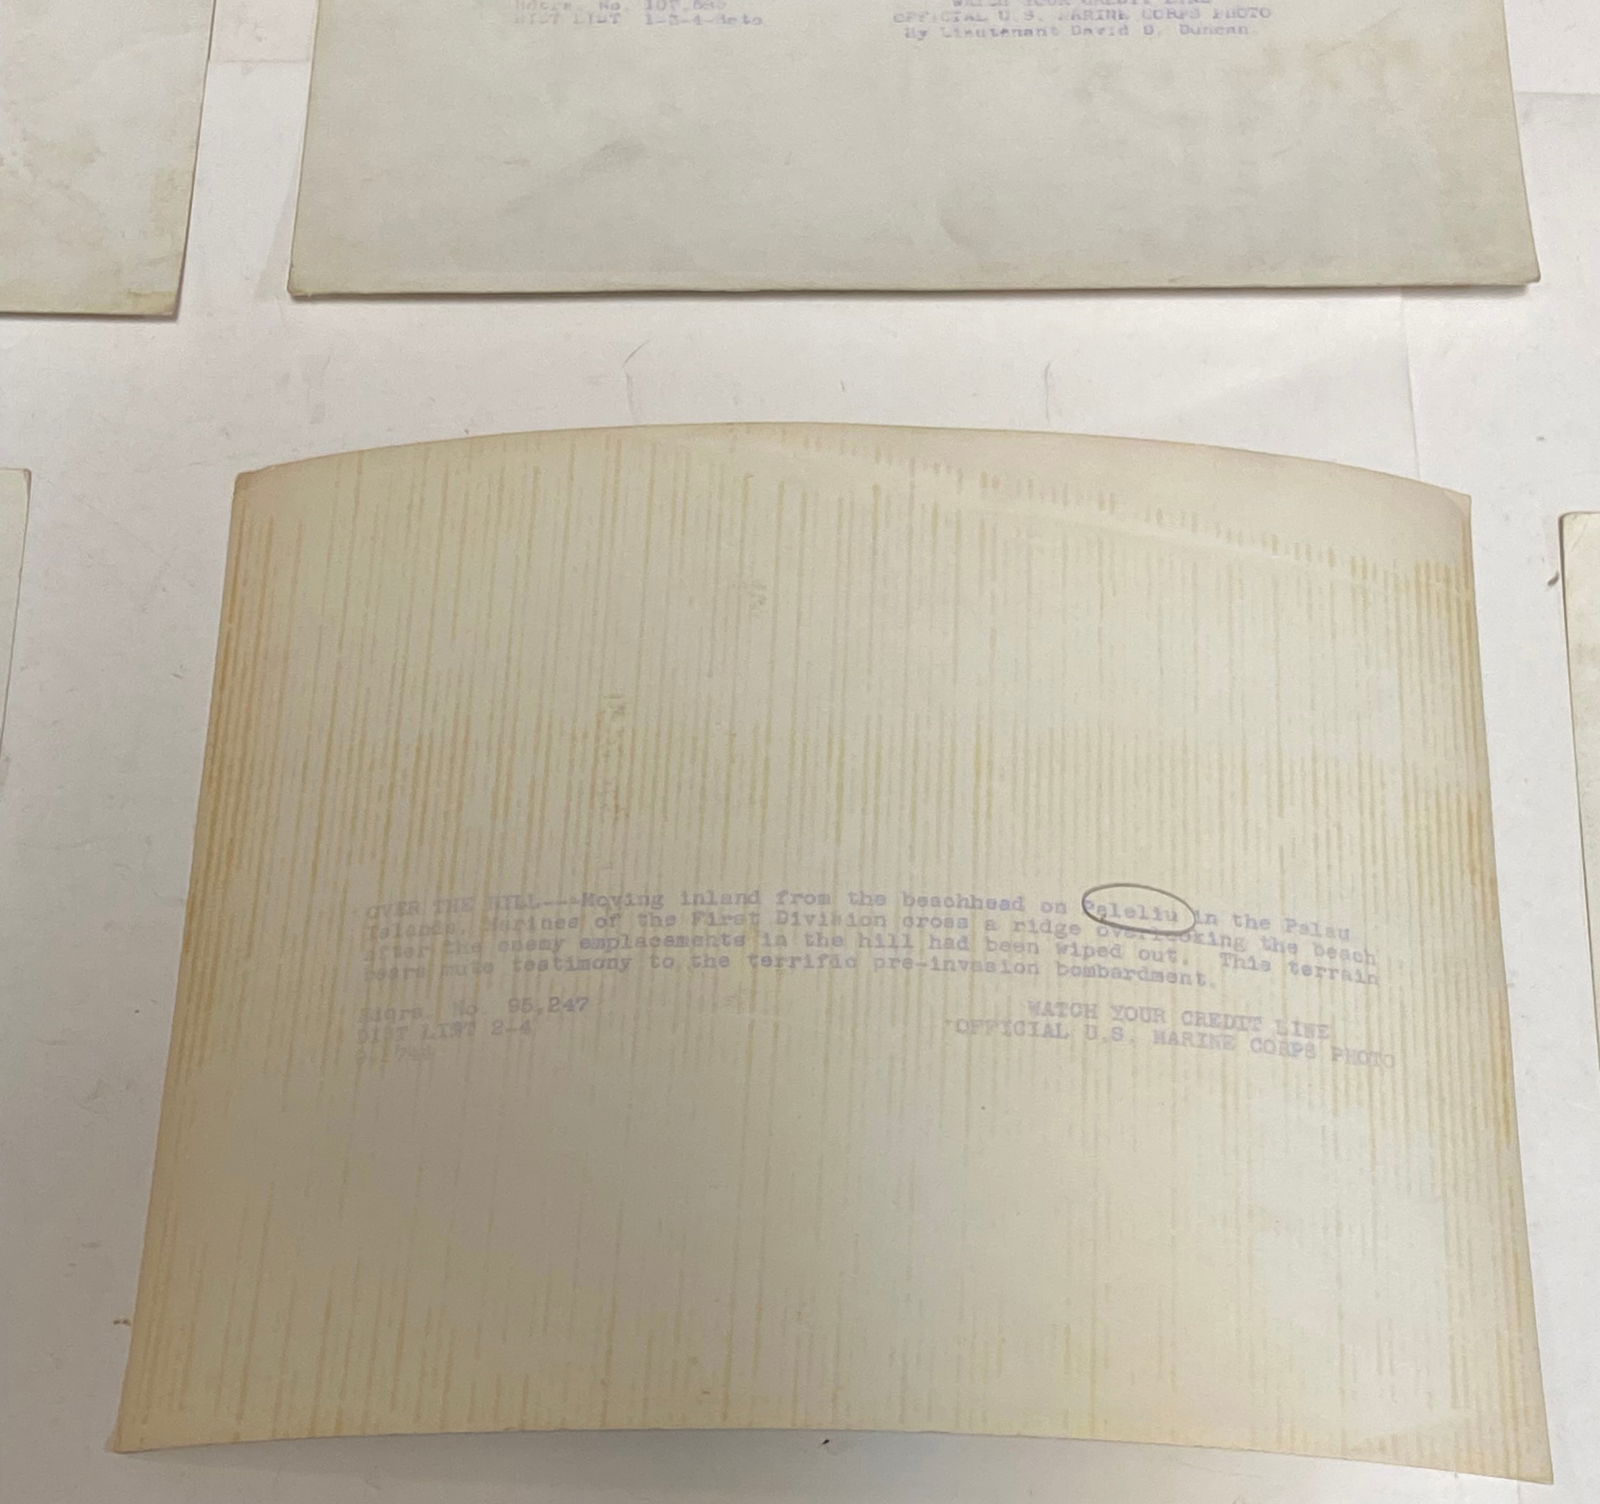 Hdqrs. No. 107,
DIST LIST 1-3-4-
WATCH YOUR CREDIT LINE
OFFICIAL U.S. MARINE CORPS PHOTO
By Lieutenant David D. Duncan
OVER THE HILL---Moving inland from the beachhead on Peleliu in the Palau
Islands, Marines of the First Division cross a ridge overlooking the beach
after the enemy emplacements in the hill had been wiped out. This terrain
bears mute testimony to the terrific pre-invasion bombardment.
Hdqrs. No. 95,247
DIST LIST 2-4
WATCH YOUR CREDIT LINE
OFFICIAL U.S. MARINE CORPS PHOTO